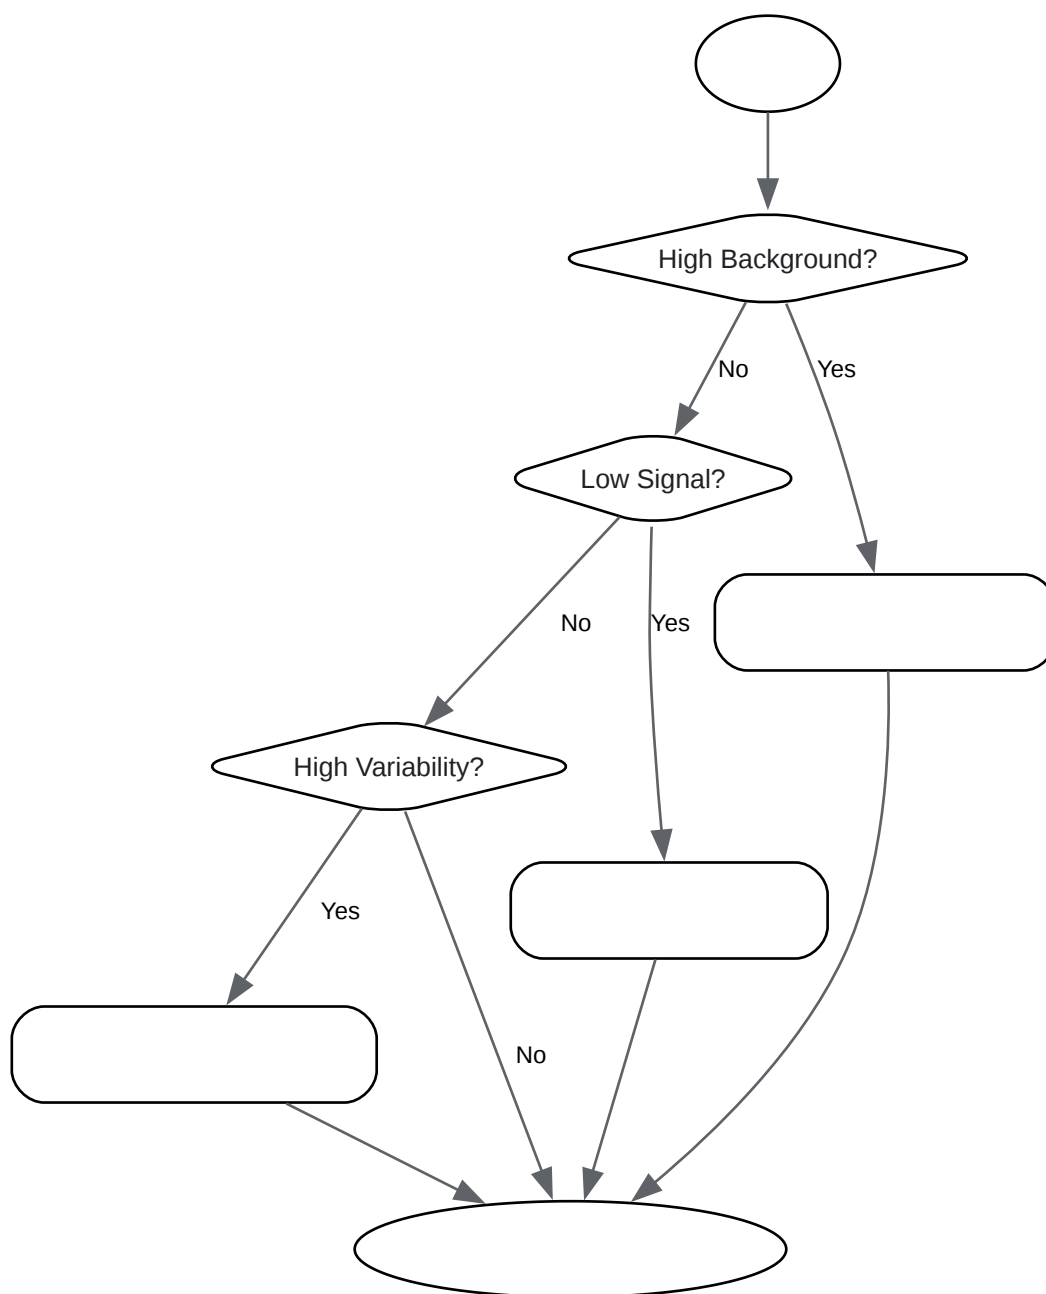 High Background?
No
Yes
Low Signal?
No
Yes
High Variability?
Yes
No